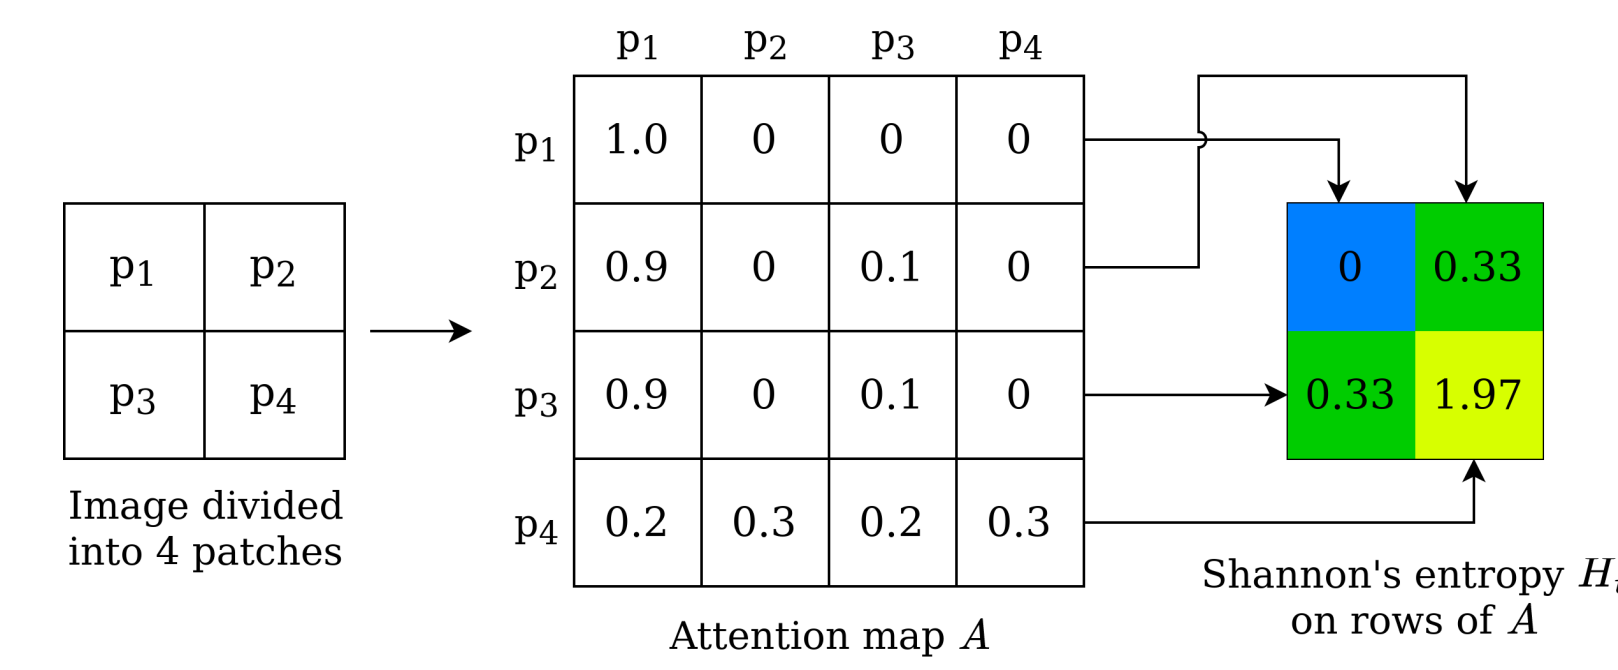 p1 p2 p3 p4
p1 1.0 0 0 0
p2 0.9 0 0.1 0
p3 0.9 0 0.1 0
p4 0.2 0.3 0.2 0.3
p1 p2
p3 p4
Image divided
into 4 patches
Attention map A
0 0.33
0.33 1.97
Shannon's entropy H
on rows of A